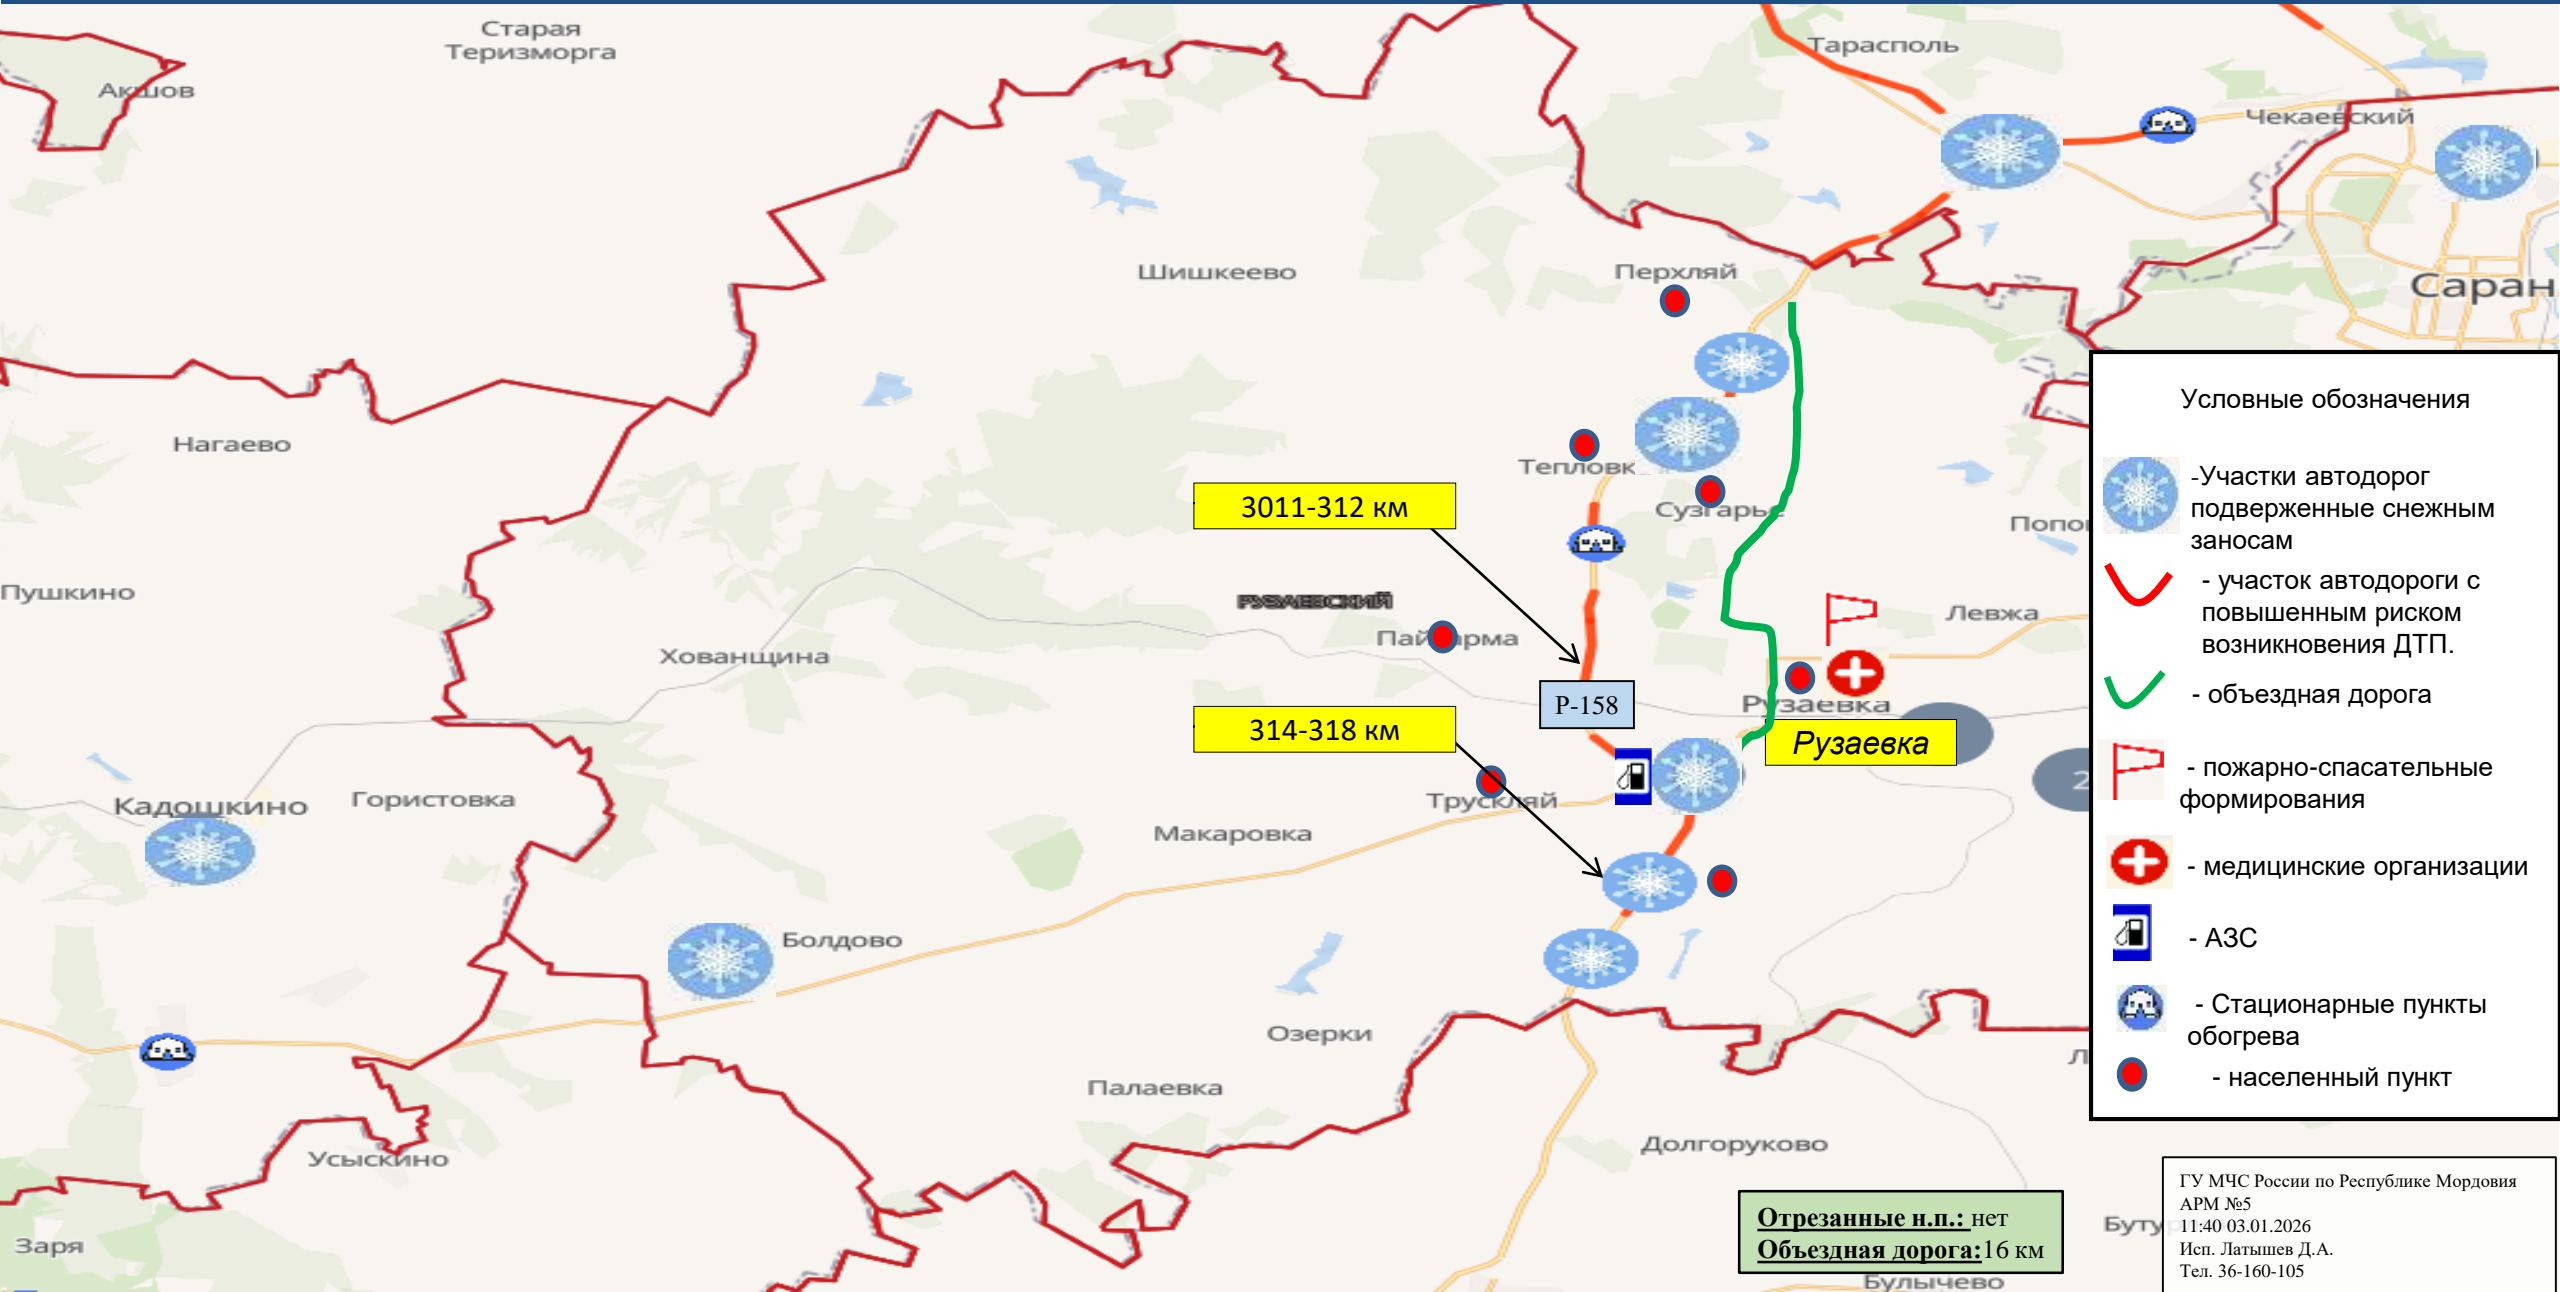 Старая
Теризморга
Тарасполь
Акшов
Чекаевский
Шишкеево
Перхляй
Саран
Нагаево
Тепловк
3011-312 км
Сузгарье
Попо
Пушкино
РУЗАЕВСКИЙ
Левжа
Хованщина
Р-158
Рузаевка
314-318 км
Рузаевка
Кадошкино
Гористовка
Трускляй
2
Макаровка
Болдово
Озерки
Палаевка
Долгоруково
Усыскино
Заря
Буту
Булычево
Условные обозначения
-Участки автодорог
подверженные снежным
заносам
- участок автодороги с
повышенным риском
возникновения ДТП.
- объездная дорога
- пожарно-спасательные
формирования
- медицинские организации
- АЗС
- Стационарные пункты
обогрева
- населенный пункт
Отрезанные н.п.: нет
Объездная дорога:16 км
ГУ МЧС России по Республике Мордовия
АРМ №5
11:40 03.01.2026
Исп. Латышев Д.А.
Тел. 36-160-105